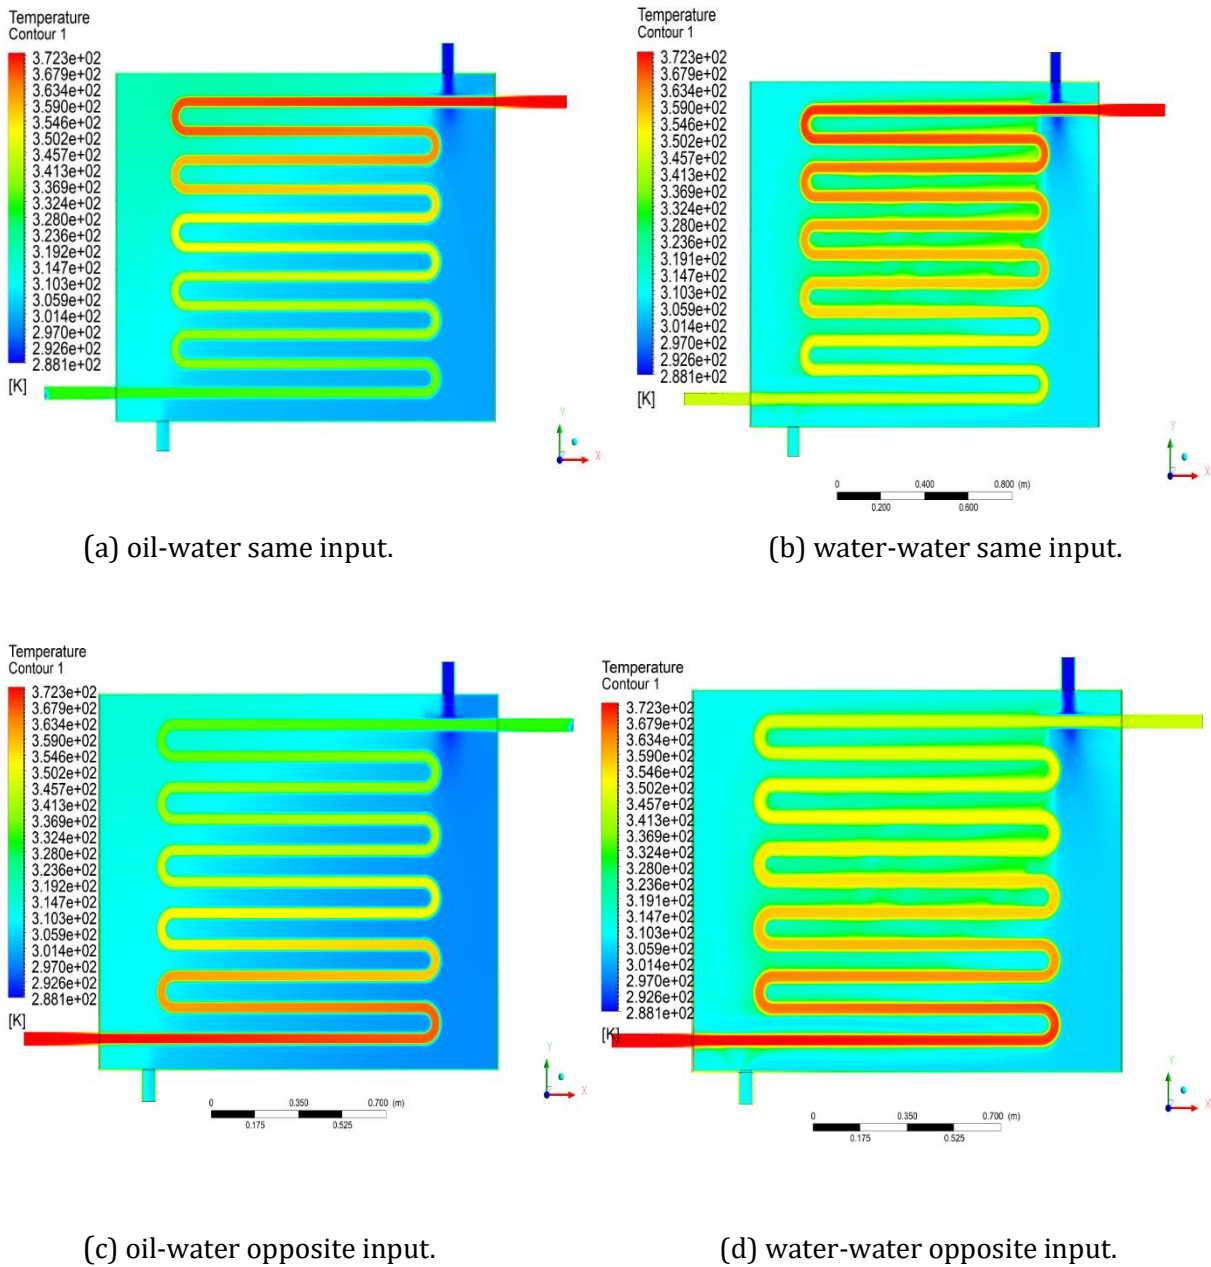 Temperature
Contour 1
3.723e+02
3.679e+02
3.634e+02
3.590e+02
3.546e+02
3.502e+02
3.457e+02
3.413e+02
3.369e+02
3.324e+02
3.280e+02
3.236e+02
3.192e+02
3.147e+02
3.103e+02
3.059e+02
3.014e+02
2.970e+02
2.926e+02
2.881e+02
[K]
Y
X
Temperature
Contour 1
3.723e+02
3.679e+02
3.634e+02
3.590e+02
3.546e+02
3.502e+02
3.457e+02
3.413e+02
3.369e+02
3.324e+02
3.280e+02
3.236e+02
3.191e+02
3.147e+02
3.103e+02
3.059e+02
3.014e+02
2.970e+02
2.926e+02
2.881e+02
[K]
Y
X
0 0.400 0.800 (m)
0.200 0.600
(a) oil-water same input.
(b) water-water same input.
Temperature
Contour 1
3.723e+02
3.679e+02
3.634e+02
3.590e+02
3.546e+02
3.502e+02
3.457e+02
3.413e+02
3.369e+02
3.324e+02
3.280e+02
3.236e+02
3.192e+02
3.147e+02
3.103e+02
3.059e+02
3.014e+02
2.970e+02
2.926e+02
2.881e+02
[K]
Y
X
0 0.350 0.700 (m)
0.175 0.525
Temperature
Contour 1
3.723e+02
3.679e+02
3.634e+02
3.590e+02
3.546e+02
3.502e+02
3.457e+02
3.413e+02
3.369e+02
3.324e+02
3.280e+02
3.236e+02
3.191e+02
3.147e+02
3.103e+02
3.059e+02
3.014e+02
2.970e+02
2.926e+02
2.881e+02
[K]
Y
X
0 0.350 0.700 (m)
0.175 0.525
(c) oil-water opposite input.
(d) water-water opposite input.